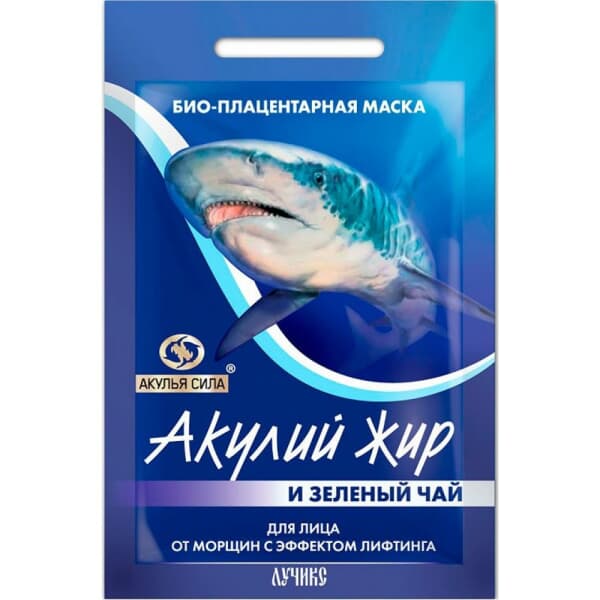 БИО-ПЛАЦЕНТАРНАЯ МАСКА
АКУЛЬЯ СИЛА®
Акулий Жир
И ЗЕЛЕНЫЙ ЧАЙ
ДЛЯ ЛИЦА
ОТ МОРЩИН С ЭФФЕКТОМ ЛИФТИНГА
ЛУЧИКС